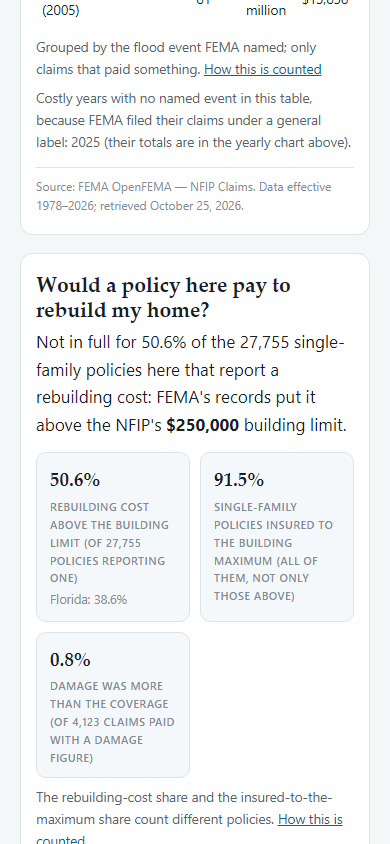 (2005)
million
Grouped by the flood event FEMA named; only
claims that paid something. How this is counted
Costly years with no named event in this table,
because FEMA filed their claims under a general
label: 2025 (their totals are in the yearly chart above).
Source: FEMA OpenFEMA — NFIP Claims. Data effective
1978–2026; retrieved October 25, 2026.
Would a policy here pay to
rebuild my home?
Not in full for 50.6% of the 27,755 single-
family policies here that report a
rebuilding cost: FEMA's records put it
above the NFIP's $250,000 building limit.
50.6%
REBUILDING COST
ABOVE THE BUILDING
LIMIT (OF 27,755
POLICIES REPORTING
ONE)
Florida: 38.6%
91.5%
SINGLE-FAMILY
POLICIES INSURED TO
THE BUILDING
MAXIMUM (ALL OF
THEM, NOT ONLY
THOSE ABOVE)
0.8%
DAMAGE WAS MORE
THAN THE COVERAGE
(OF 4,123 CLAIMS PAID
WITH A DAMAGE
FIGURE)
The rebuilding-cost share and the insured-to-the-
maximum share count different policies. How this is
counted